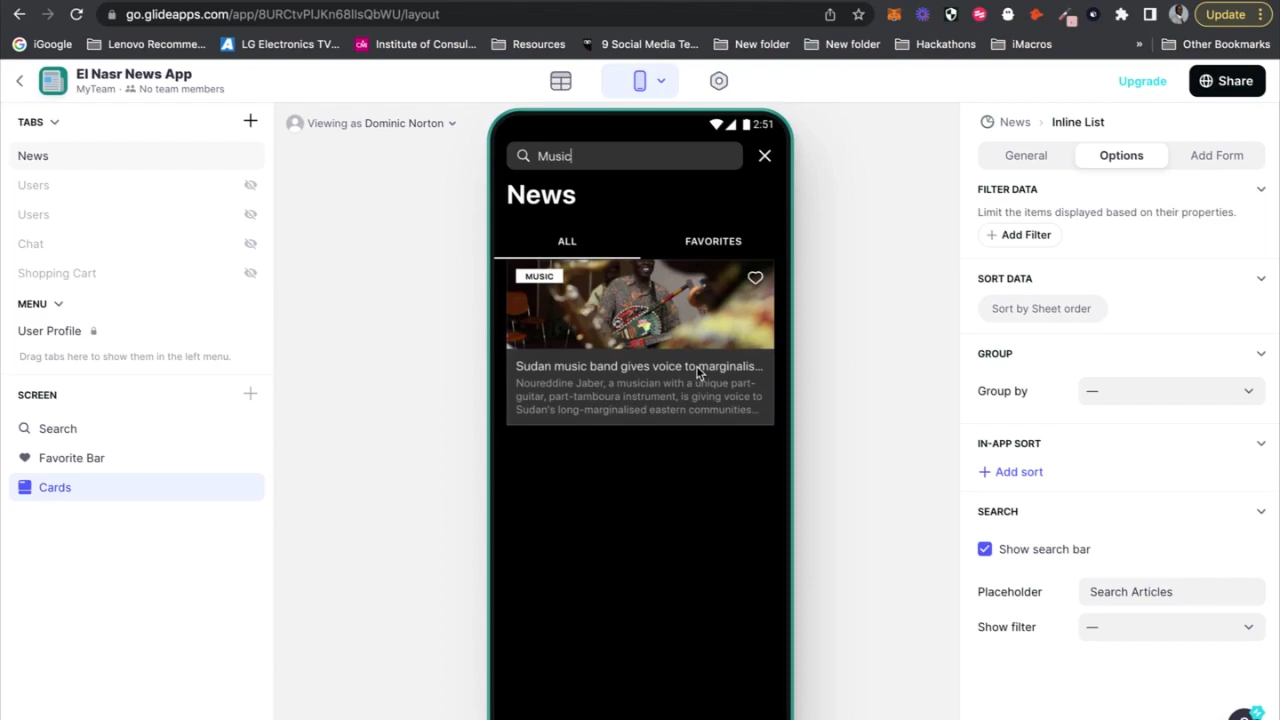 go.glideapps.com/app/8URCtvPIJKn68IlsQbWU/layout
Update
iGoogle
Lenovo Recomme...
LG Electronics TV...
Institute of Consul...
Resources
9 Social Media Te...
New folder
New folder
Hackathons
iMacros
»
Other Bookmarks
El Nasr News App
MyTeam · No team members
Upgrade
Share
TABS
News
Users
Users
Chat
Shopping Cart
MENU
User Profile
Drag tabs here to show them in the left menu.
SCREEN
Search
Favorite Bar
Cards
Viewing as Dominic Norton
2:51
Music
News
ALL
FAVORITES
MUSIC
Sudan music band gives voice to marginalis...
Noureddine Jaber, a musician with a unique part-
guitar, part-tamboura instrument, is giving voice to
Sudan's long-marginalised eastern communities...
News › Inline List
General
Options
Add Form
FILTER DATA
Limit the items displayed based on their properties.
+ Add Filter
SORT DATA
Sort by Sheet order
GROUP
Group by
—
IN-APP SORT
+ Add sort
SEARCH
Show search bar
Placeholder
Search Articles
Show filter
—